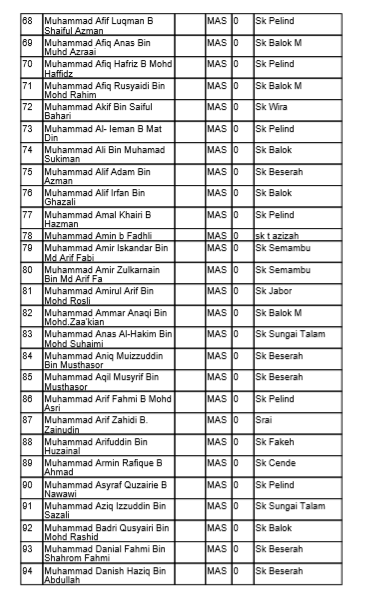 68 Muhammad Afif Luqman B MAS 0 Sk Pelind
Shaiful Azman
69 Muhammad Afiq Anas Bin MAS 0 Sk Balok M
Muhd Azraai
70 Muhammad Afiq Hafriz B Mohd MAS 0 Sk Pelind
Haffidz
71 Muhammad Afiq Rusyaidi Bin MAS 0 Sk Balok M
Mohd Rahim
72 Muhammad Akif Bin Saiful MAS 0 Sk Wira
Bahari
73 Muhammad Al- Ieman B Mat MAS 0 Sk Pelind
Din
74 Muhammad Ali Bin Muhamad MAS 0 Sk Balok
Sukiman
75 Muhammad Alif Adam Bin MAS 0 Sk Beserah
Azman
76 Muhammad Alif Irfan Bin MAS 0 Sk Balok
Ghazali
77 Muhammad Amal Khairi B MAS 0 Sk Pelind
Hazman
78 Muhammad Amin b Fadhli MAS 0 sk t azizah
79 Muhammad Amir Iskandar Bin MAS 0 Sk Semambu
Md Arif Fabi
80 Muhammad Amir Zulkarnain MAS 0 Sk Semambu
Bin Md Arif Fa
81 Muhammad Amirul Arif Bin MAS 0 Sk Jabor
Mohd Rosli
82 Muhammad Ammar Anaqi Bin MAS 0 Sk Balok M
Mohd.Zaa'kian
83 Muhammad Anas Al-Hakim Bin MAS 0 Sk Sungai Talam
Mohd Suhaimi
84 Muhammad Aniq Muizzuddin MAS 0 Sk Beserah
Bin Musthasor
85 Muhammad Aqil Musyrif Bin MAS 0 Sk Beserah
Musthasor
86 Muhammad Arif Fahmi B Mohd MAS 0 Sk Pelind
Asri
87 Muhammad Arif Zahidi B. MAS 0 Srai
Zainudin
88 Muhammad Arifuddin Bin MAS 0 Sk Fakeh
Huzainal
89 Muhammad Armin Rafique B MAS 0 Sk Cende
Ahmad
90 Muhammad Asyraf Quzairie B MAS 0 Sk Pelind
Nawawi
91 Muhammad Aziq Izzuddin Bin MAS 0 Sk Sungai Talam
Sazali
92 Muhammad Badri Qusyairi Bin MAS 0 Sk Balok
Mohd Rashid
93 Muhammad Danial Fahmi Bin MAS 0 Sk Beserah
Shahrom Fahmi
94 Muhammad Danish Haziq Bin MAS 0 Sk Beserah
Abdullah